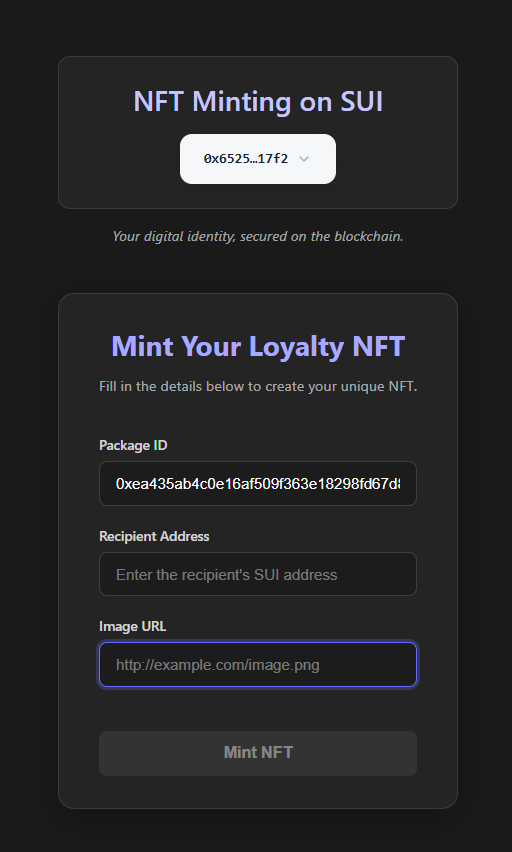 NFT Minting on SUI
0x6525…17f2
Your digital identity, secured on the blockchain.
Mint Your Loyalty NFT
Fill in the details below to create your unique NFT.
Package ID
0xea435ab4c0e16af509f363e18298fd67d8
Recipient Address
Enter the recipient's SUI address
Image URL
http://example.com/image.png
Mint NFT